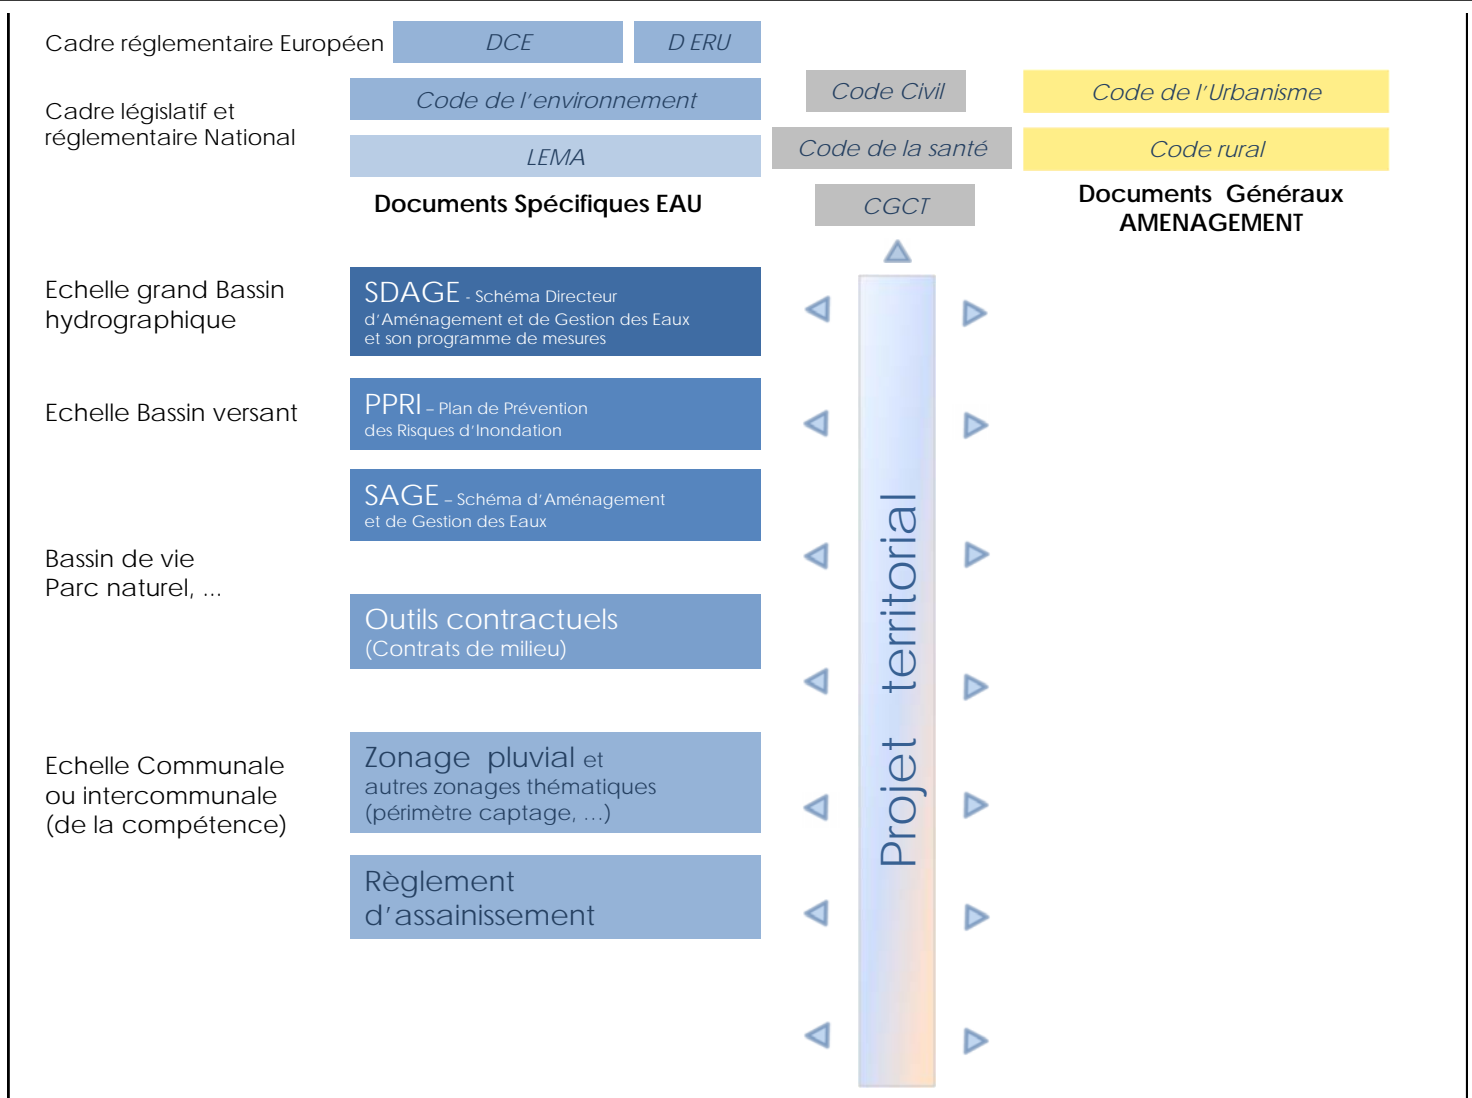 Cadre réglementaire Européen
DCE
D ERU
Cadre législatif et
réglementaire National
Code de l'environnement
LEMA
Code Civil
Code de la santé
CGCT
Code de l'Urbanisme
Code rural
Documents Spécifiques EAU
Documents Généraux
AMENAGEMENT
Echelle grand Bassin
hydrographique
SDAGE - Schéma Directeur
d'Aménagement et de Gestion des Eaux
et son programme de mesures
Echelle Bassin versant
PPRI – Plan de Prévention
des Risques d'Inondation
SAGE – Schéma d'Aménagement
et de Gestion des Eaux
Bassin de vie
Parc naturel, ...
Outils contractuels
(Contrats de milieu)
Echelle Communale
ou intercommunale
(de la compétence)
Zonage pluvial et
autres zonages thématiques
(périmètre captage, ...)
Règlement
d'assainissement
Projet territorial